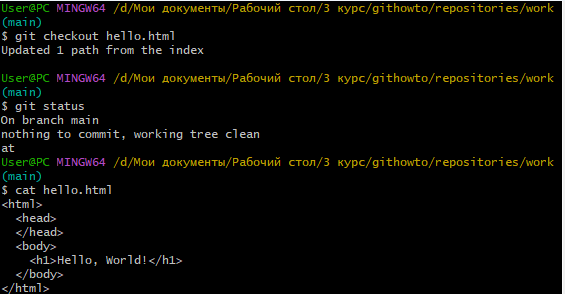 User@PC MINGW64 /d/Мои документы/Рабочий стол/3 курс/githowto/repositories/work
(main)
$ git checkout hello.html
Updated 1 path from the index

User@PC MINGW64 /d/Мои документы/Рабочий стол/3 курс/githowto/repositories/work
(main)
$ git status
On branch main
nothing to commit, working tree clean
at
User@PC MINGW64 /d/Мои документы/Рабочий стол/3 курс/githowto/repositories/work
(main)
$ cat hello.html
<html>
  <head>
  </head>
  <body>
    <h1>Hello, World!</h1>
  </body>
</html>